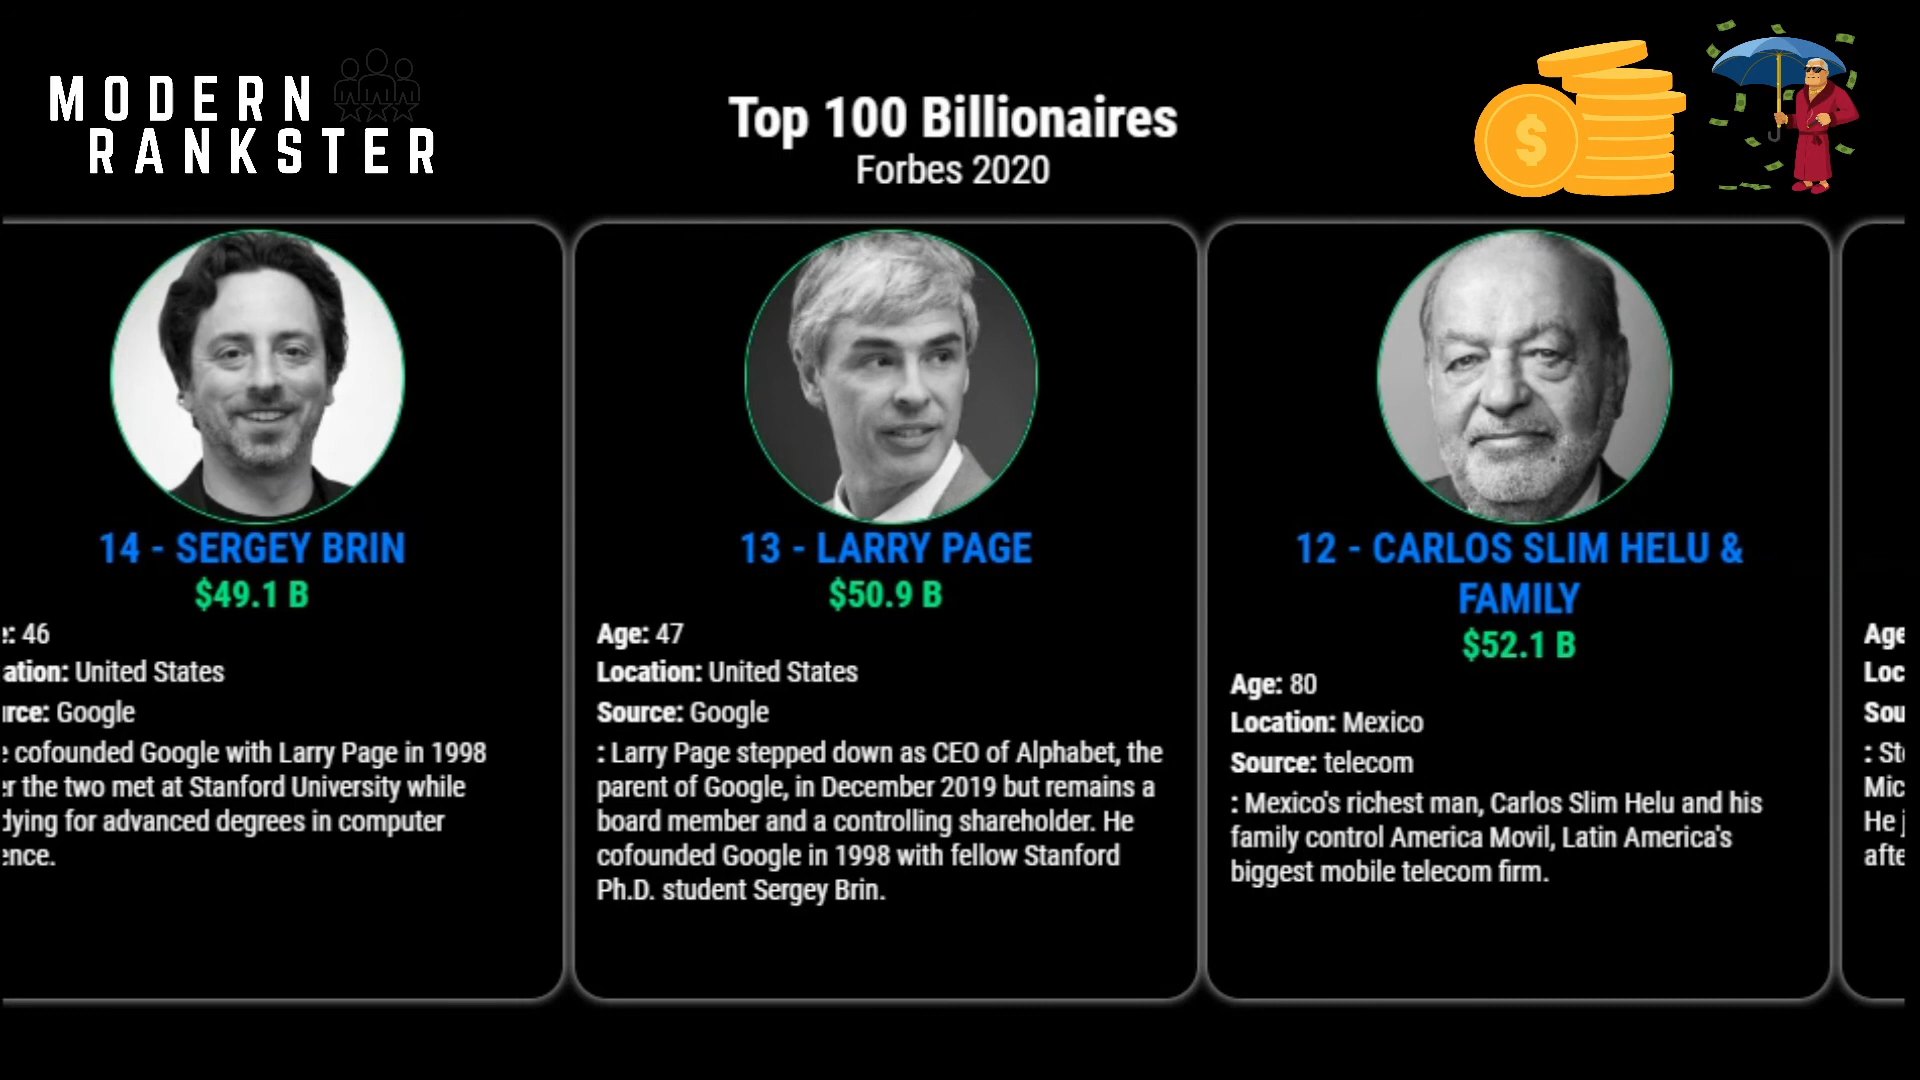 MODERN
RANKSTER
Top 100 Billionaires
Forbes 2020
$
14 - SERGEY BRIN
$49.1 B
: 46
ation: United States
rce: Google
cofounded Google with Larry Page in 1998
r the two met at Stanford University while
dying for advanced degrees in computer
ence.
13 - LARRY PAGE
$50.9 B
Age: 47
Location: United States
Source: Google
: Larry Page stepped down as CEO of Alphabet, the
parent of Google, in December 2019 but remains a
board member and a controlling shareholder. He
cofounded Google in 1998 with fellow Stanford
Ph.D. student Sergey Brin.
12 - CARLOS SLIM HELU &
FAMILY
$52.1 B
Age: 80
Location: Mexico
Source: telecom
: Mexico's richest man, Carlos Slim Helu and his
family control America Movil, Latin America's
biggest mobile telecom firm.
Age
Loc
Sou
: St
Mic
He
afte